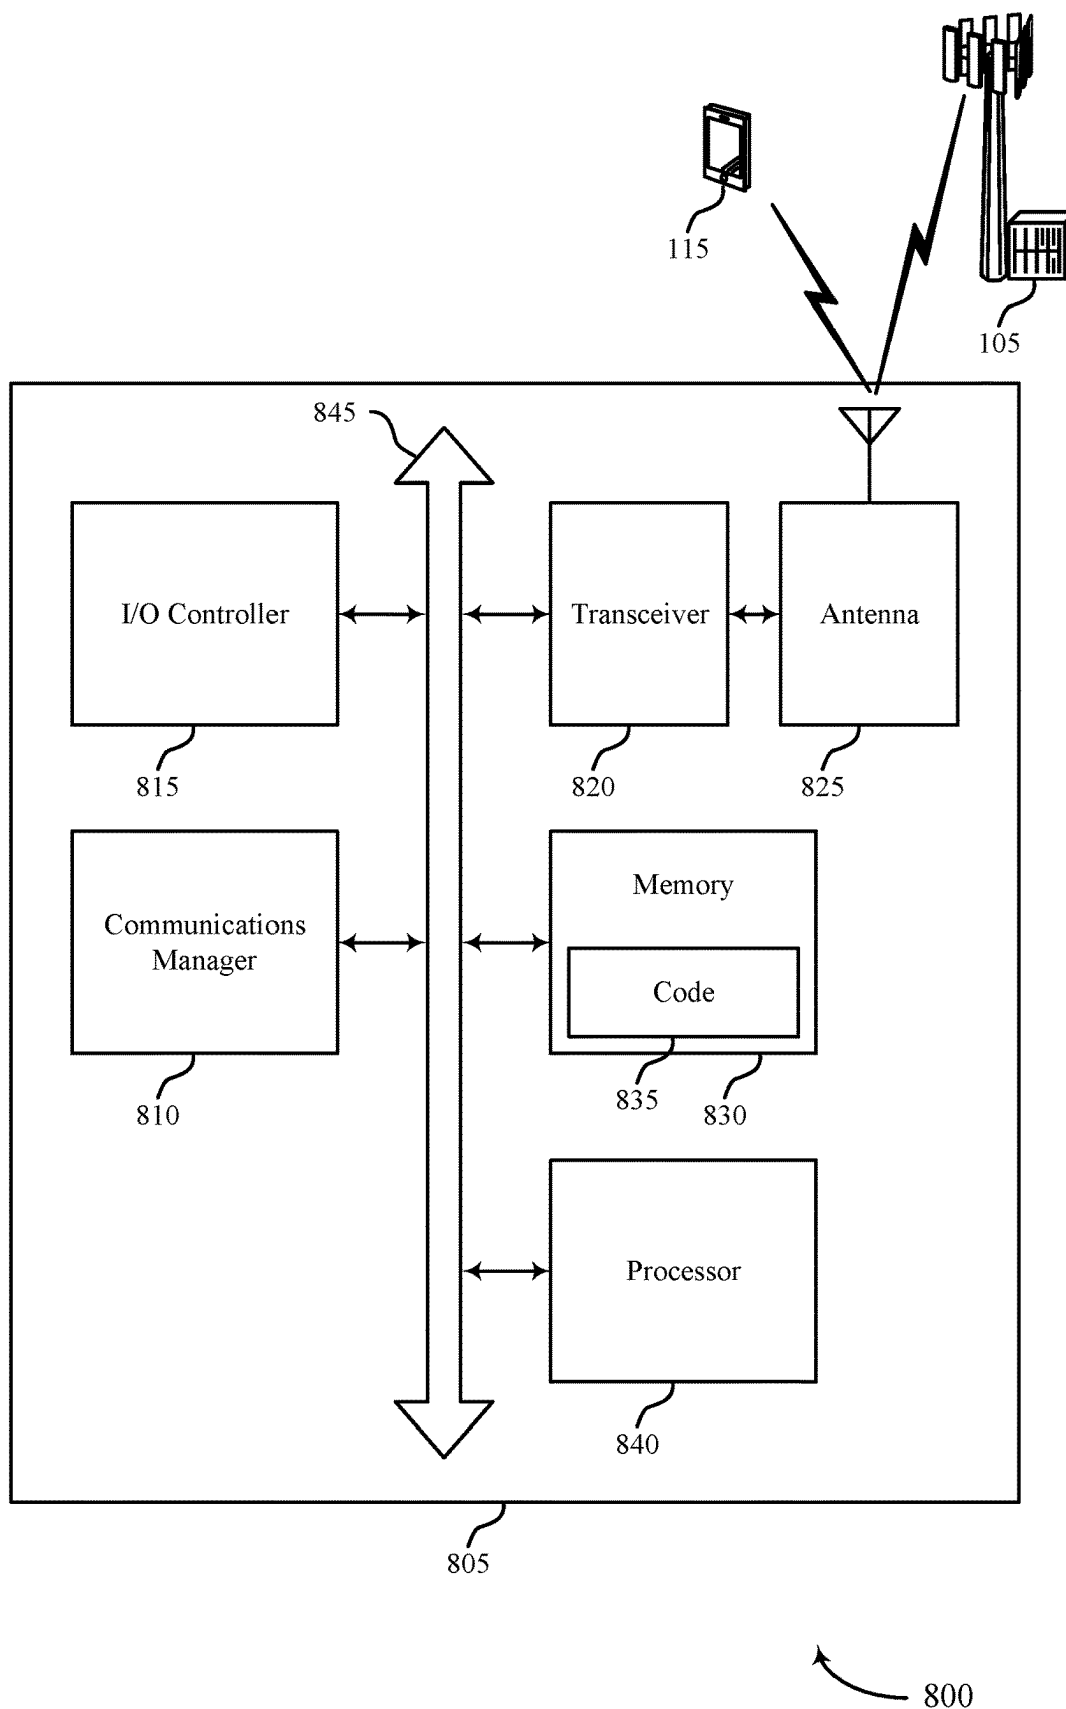 115
105
845
I/O Controller
Transceiver
Antenna
815
820
825
Communications
Manager
Memory
Code
810
835
830
Processor
840
805
800